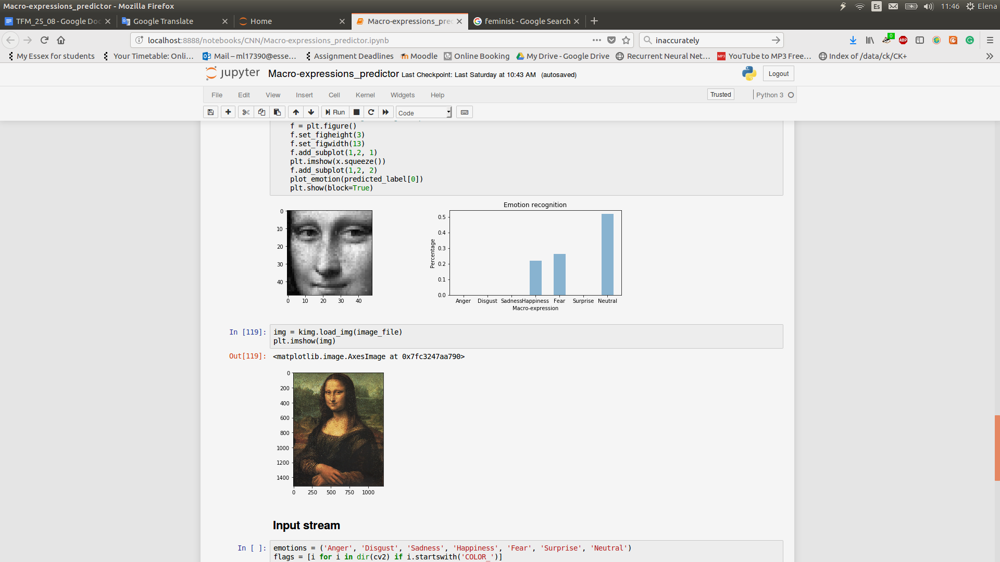 Macro-expressions_predictor - Mozilla Firefox
Es 11:46 Elena
TFM_25_08 - Google Doc
Google Translate
Home
Macro-expressions_pre
feminist - Google Search
localhost:8888/notebooks/CNN/Macro-expressions_predictor.ipynb
inaccurately
0
ABP
My Essex for students
Your Timetable: Onli...
Mail – ml17390@esse...
Assignment Deadlines
Moodle
Online Booking
My Drive - Google Drive
Recurrent Neural Net...
MP3
YouTube to MP3 Free...
Index of /data/ck/CK+
jupyter
Macro-expressions_predictor Last Checkpoint: Last Saturday at 10:43 AM (autosaved)
Logout
File Edit View Insert Cell Kernel Widgets Help
Trusted
Python 3
Run
Code
f = plt.figure()
f.set_figheight(3)
f.set_figwidth(13)
f.add_subplot(1,2, 1)
plt.imshow(x.squeeze())
f.add_subplot(1,2, 2)
plot_emotion(predicted_label[0])
plt.show(block=True)
0
10
20
30
40
0 10 20 30 40
Emotion recognition
Percentage
0.5
0.4
0.3
0.2
0.1
0.0
Anger Disgust Sadness Happiness Fear Surprise Neutral
Macro-expression
In [119]:
img = kimg.load_img(image_file)
plt.imshow(img)
Out[119]:
<matplotlib.image.AxesImage at 0x7fc3247aa790>
0
200
400
600
800
1000
1200
1400
0 250 500 750 1000
Input stream
In [ ]:
emotions = ('Anger', 'Disgust', 'Sadness', 'Happiness', 'Fear', 'Surprise', 'Neutral')
flags = [i for i in dir(cv2) if i.startswith('COLOR_')]